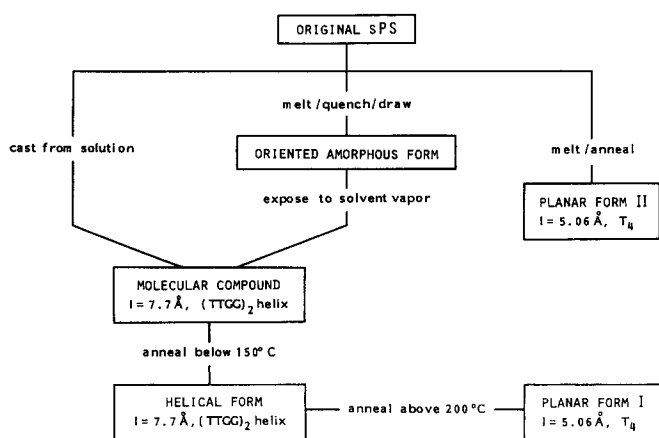 ORIGINAL sPS
melt/quench/draw
cast from solution
ORIENTED AMORPHOUS FORM
melt/anneal
expose to solvent vapor
PLANAR FORM II
l = 5.06 Å, T₄
MOLECULAR COMPOUND
l = 7.7 Å, (TTGG)₂ helix
anneal below 150°C
HELICAL FORM
l = 7.7 Å, (TTGG)₂ helix
anneal above 200°C
PLANAR FORM I
l = 5.06 Å, T₄